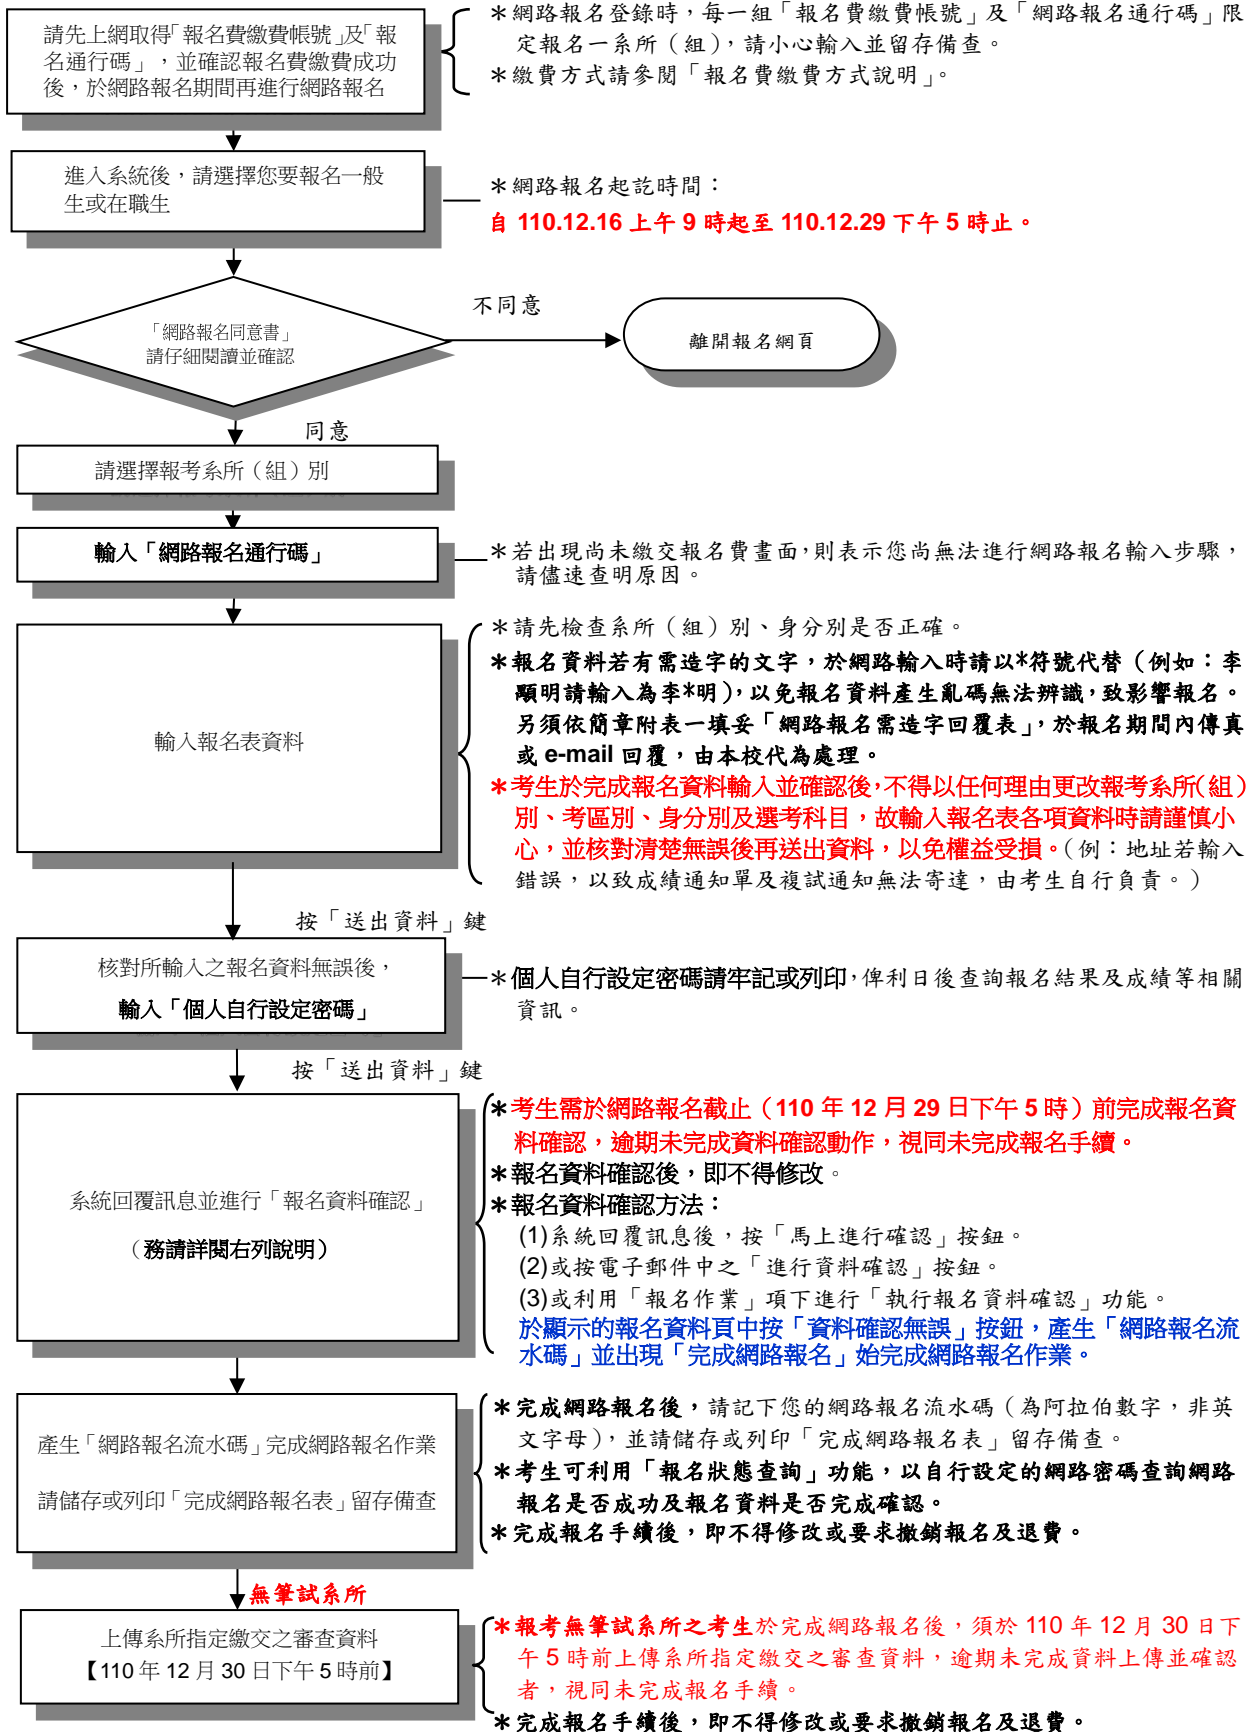 請先上網取得「報名費繳費帳號」及「報
名通行碼」，並確認報名費繳費成功
後，於網路報名期間再進行網路報名
＊網路報名登錄時，每一組「報名費繳費帳號」及「網路報名通行碼」限
定報名一系所（組），請小心輸入並留存備查。
＊繳費方式請參閱「報名費繳費方式說明」。
進入系統後，請選擇您要報名一般
生或在職生
＊網路報名起訖時間：
自 110.12.16 上午 9 時起至 110.12.29 下午 5 時止。
「網路報名同意書」
請仔細閱讀並確認
不同意
離開報名網頁
同意
請選擇報考系所（組）別
輸入「網路報名通行碼」
＊若出現尚未繳交報名費畫面，則表示您尚無法進行網路報名輸入步驟，
請儘速查明原因。
輸入報名表資料
＊請先檢查系所（組）別、身分別是否正確。
＊報名資料若有需造字的文字，於網路輸入時請以*符號代替（例如：李
顯明請輸入為李*明），以免報名資料產生亂碼無法辨識，致影響報名。
另須依簡章附表一填妥「網路報名需造字回覆表」，於報名期間內傳真
或 e-mail 回覆，由本校代為處理。
＊考生於完成報名資料輸入並確認後，不得以任何理由更改報考系所（組）
別、考區別、身分別及選考科目，故輸入報名表各項資料時請謹慎小
心，並核對清楚無誤後再送出資料，以免權益受損。（例：地址若輸入
錯誤，以致成績通知單及複試通知無法寄達，由考生自行負責。）
按「送出資料」鍵
核對所輸入之報名資料無誤後，
輸入「個人自行設定密碼」
＊個人自行設定密碼請牢記或列印，俾利日後查詢報名結果及成績等相關
資訊。
按「送出資料」鍵
系統回覆訊息並進行「報名資料確認」
（務請詳閱右列說明）
＊考生需於網路報名截止（110 年 12 月 29 日下午 5 時）前完成報名資
料確認，逾期未完成資料確認動作，視同未完成報名手續。
＊報名資料確認後，即不得修改。
＊報名資料確認方法：
(1)系統回覆訊息後，按「馬上進行確認」按鈕。
(2)或按電子郵件中之「進行資料確認」按鈕。
(3)或利用「報名作業」項下進行「執行報名資料確認」功能。
於顯示的報名資料頁中按「資料確認無誤」按鈕，產生「網路報名流
水碼」並出現「完成網路報名」始完成網路報名作業。
產生「網路報名流水碼」完成網路報名作業
請儲存或列印「完成網路報名表」留存備查
＊完成網路報名後，請記下您的網路報名流水碼（為阿拉伯數字，非英
文字母），並請儲存或列印「完成網路報名表」留存備查。
＊考生可利用「報名狀態查詢」功能，以自行設定的網路密碼查詢網路
報名是否成功及報名資料是否完成確認。
＊完成報名手續後，即不得修改或要求撤銷報名及退費。
無筆試系所
上傳系所指定繳交之審查資料
【110 年 12 月 30 日下午 5 時前】
＊報考無筆試系所之考生於完成網路報名後，須於 110 年 12 月 30 日下
午 5 時前上傳系所指定繳交之審查資料，逾期未完成資料上傳並確認
者，視同未完成報名手續。
＊完成報名手續後，即不得修改或要求撤銷報名及退費。